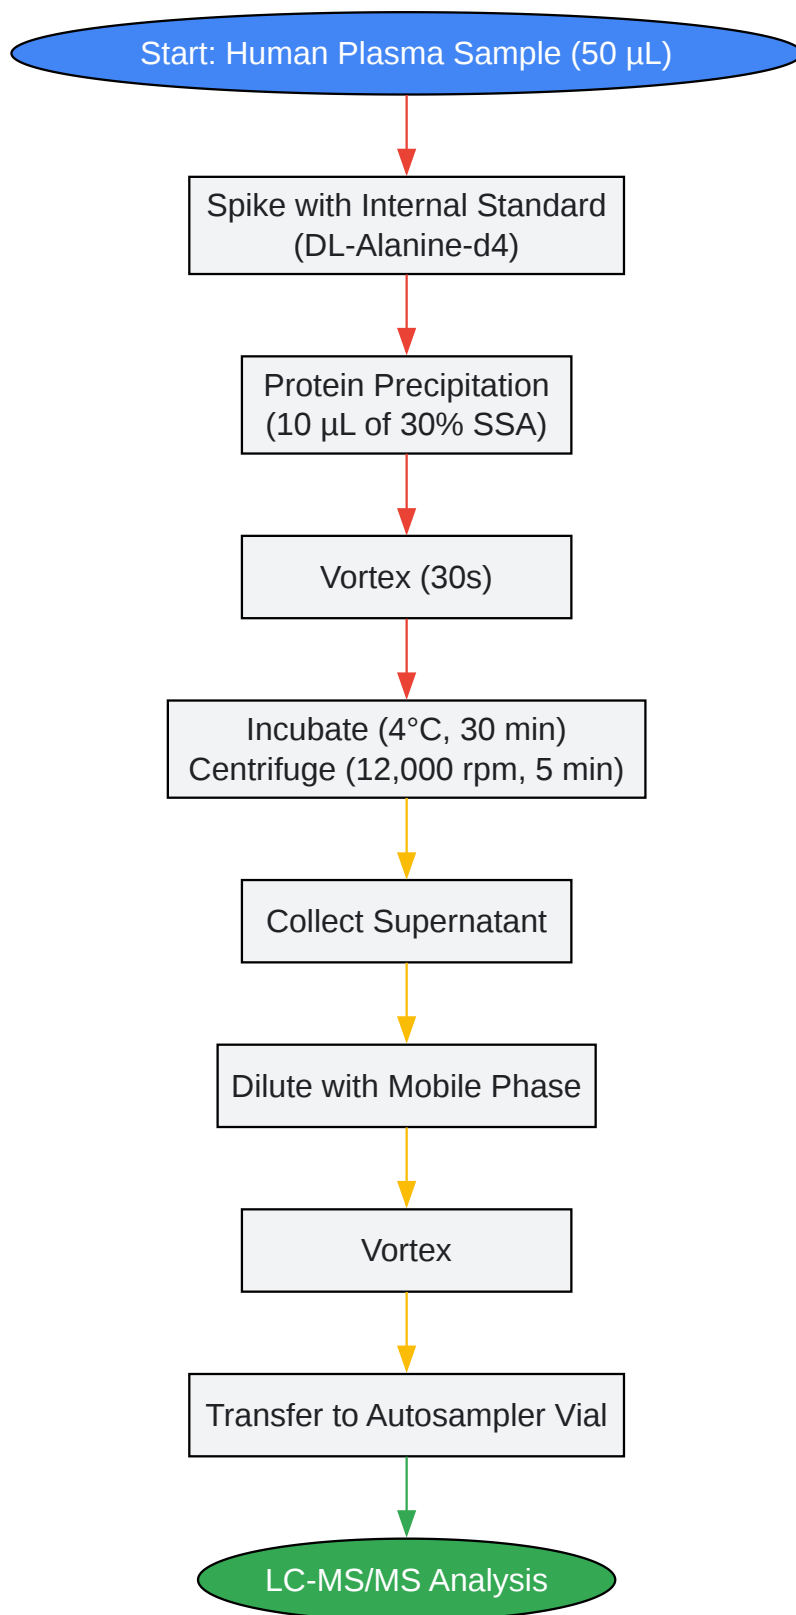 Start: Human Plasma Sample (50 µL)
Spike with Internal Standard
(DL-Alanine-d4)
Protein Precipitation
(10 µL of 30% SSA)
Vortex (30s)
Incubate (4°C, 30 min)
Centrifuge (12,000 rpm, 5 min)
Collect Supernatant
Dilute with Mobile Phase
Vortex
Transfer to Autosampler Vial
LC-MS/MS Analysis